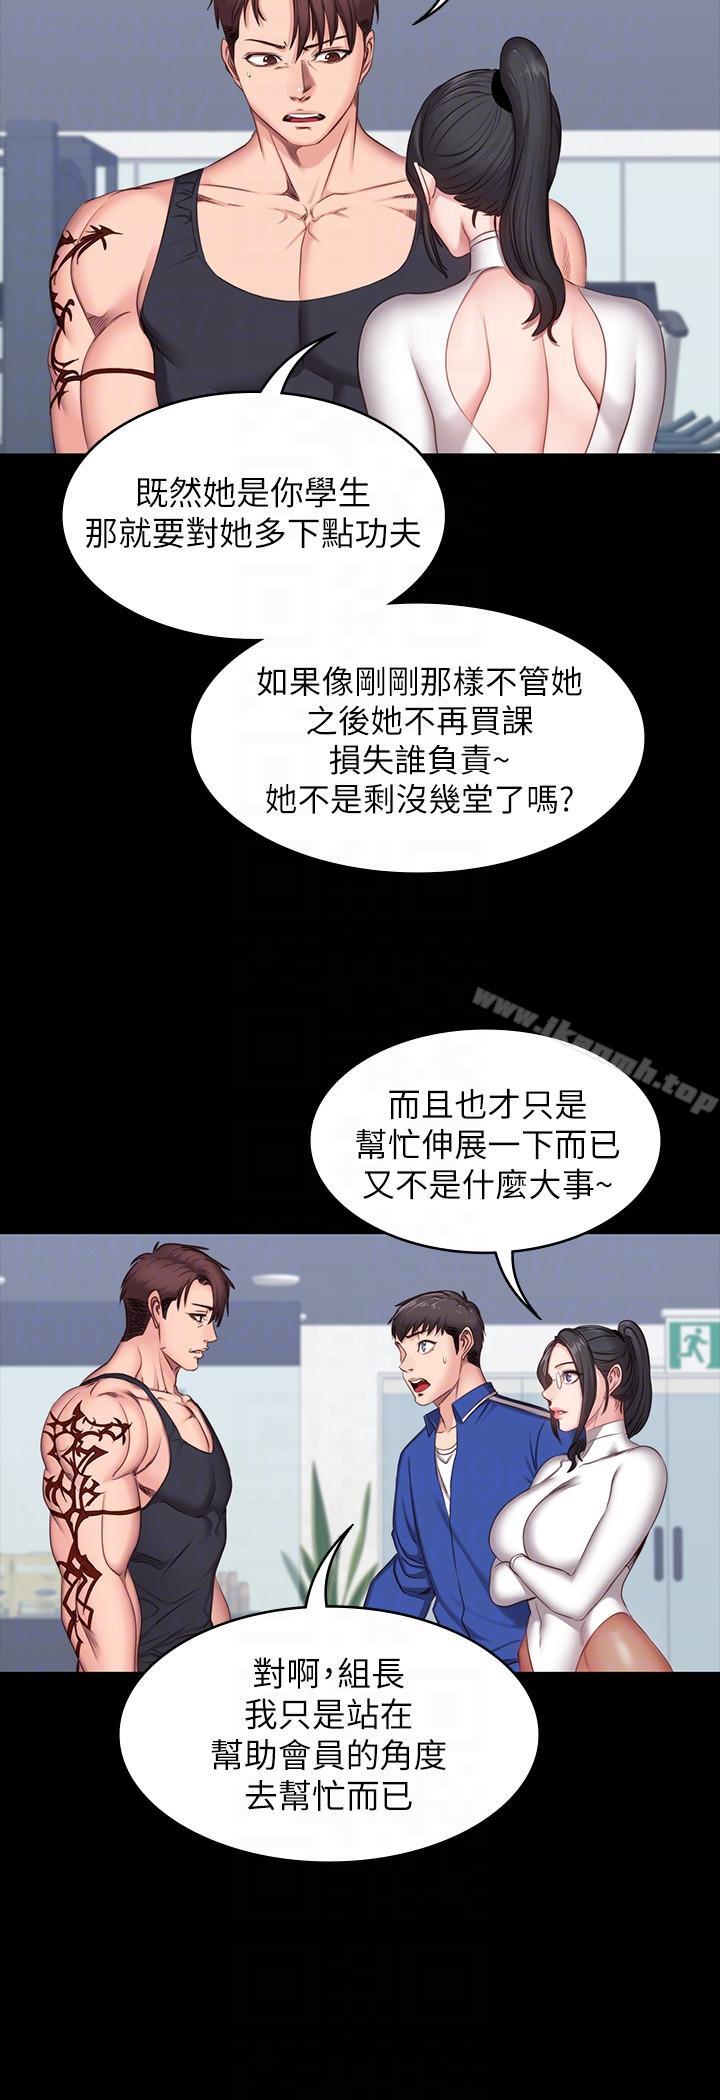 既然她是你學生
那就要對她多下點功夫
如果像剛剛那樣不管她
之後她不再買課
損失誰負責~
她不是剩沒幾堂了嗎?
www.ikanmh.top
而且也才只是
幫忙伸展一下而已
又不是什麼大事~
對啊,組長
我只是站在
幫助會員的角度
去幫忙而已